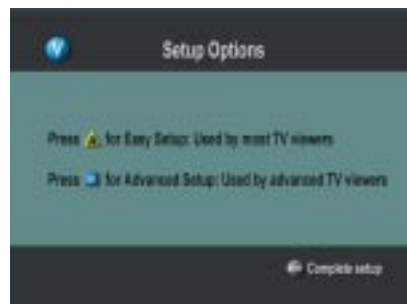 V
Setup Options
Press A for Easy Setup: Used by most TV viewers
Press for Advanced Setup: Used by advanced TV viewers
Complete setup